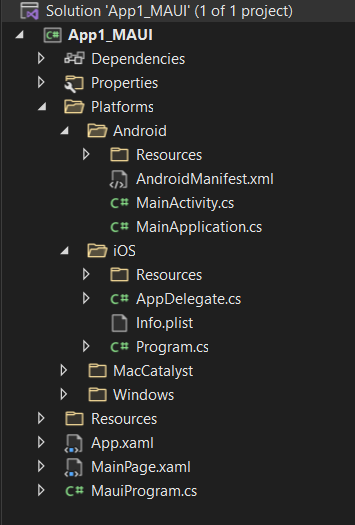 Solution 'App1_MAUI' (1 of 1 project)
App1_MAUI
Dependencies
Properties
Platforms
Android
Resources
AndroidManifest.xml
MainActivity.cs
MainApplication.cs
iOS
Resources
AppDelegate.cs
Info.plist
Program.cs
MacCatalyst
Windows
Resources
App.xaml
MainPage.xaml
MauiProgram.cs